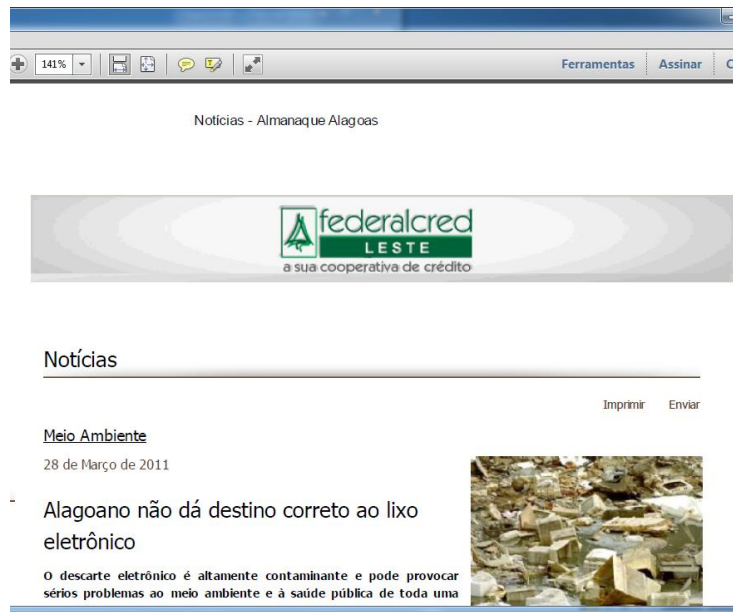 141%
Ferramentas Assinar
Notícias - Almanaque Alagoas
federalcred
LESTE
a sua cooperativa de crédito
Notícias
Imprimir Enviar
Meio Ambiente
28 de Março de 2011
Alagoano não dá destino correto ao lixo
eletrônico
O descarte eletrônico é altamente contaminante e pode provocar
sérios problemas ao meio ambiente e à saúde pública de toda uma